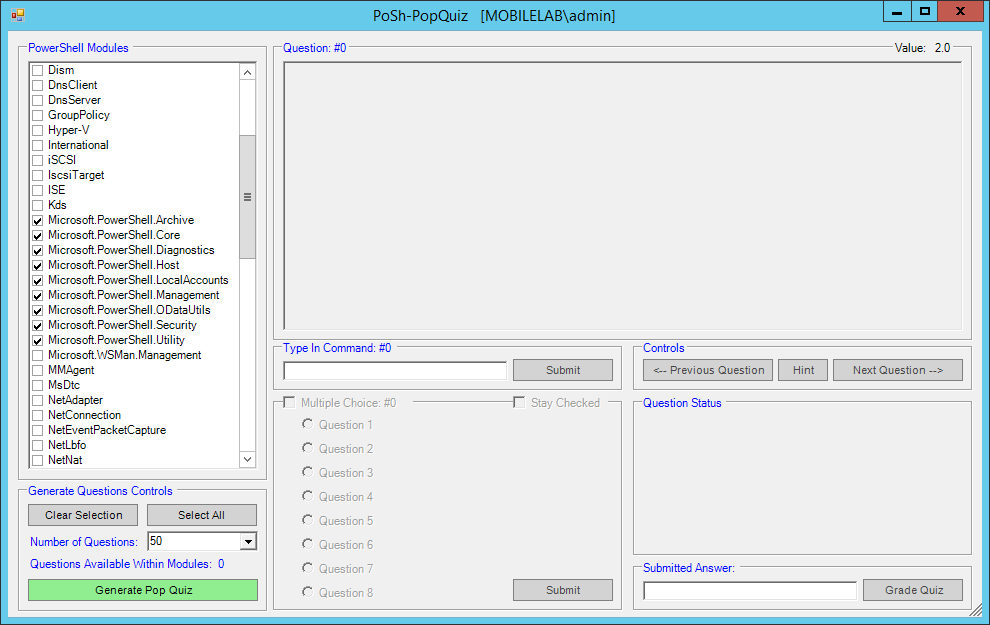 PoSh-PopQuiz [MOBILELAB\admin]
PowerShell Modules
Dism
DnsClient
DnsServer
GroupPolicy
Hyper-V
International
iSCSI
IscsiTarget
ISE
Kds
Microsoft.PowerShell.Archive
Microsoft.PowerShell.Core
Microsoft.PowerShell.Diagnostics
Microsoft.PowerShell.Host
Microsoft.PowerShell.LocalAccounts
Microsoft.PowerShell.Management
Microsoft.PowerShell.ODataUtils
Microsoft.PowerShell.Security
Microsoft.PowerShell.Utility
Microsoft.WSMan.Management
MMAgent
MsDtc
NetAdapter
NetConnection
NetEventPacketCapture
NetLbfo
NetNat
Generate Questions Controls
Clear Selection Select All
Number of Questions: 50
Questions Available Within Modules: 0
Generate Pop Quiz
Question: #0 Value: 2.0
Type In Command: #0
Submit
Multiple Choice: #0 Stay Checked
Question 1
Question 2
Question 3
Question 4
Question 5
Question 6
Question 7
Question 8
Submit
Controls
<-- Previous Question Hint Next Question -->
Question Status
Submitted Answer:
Grade Quiz